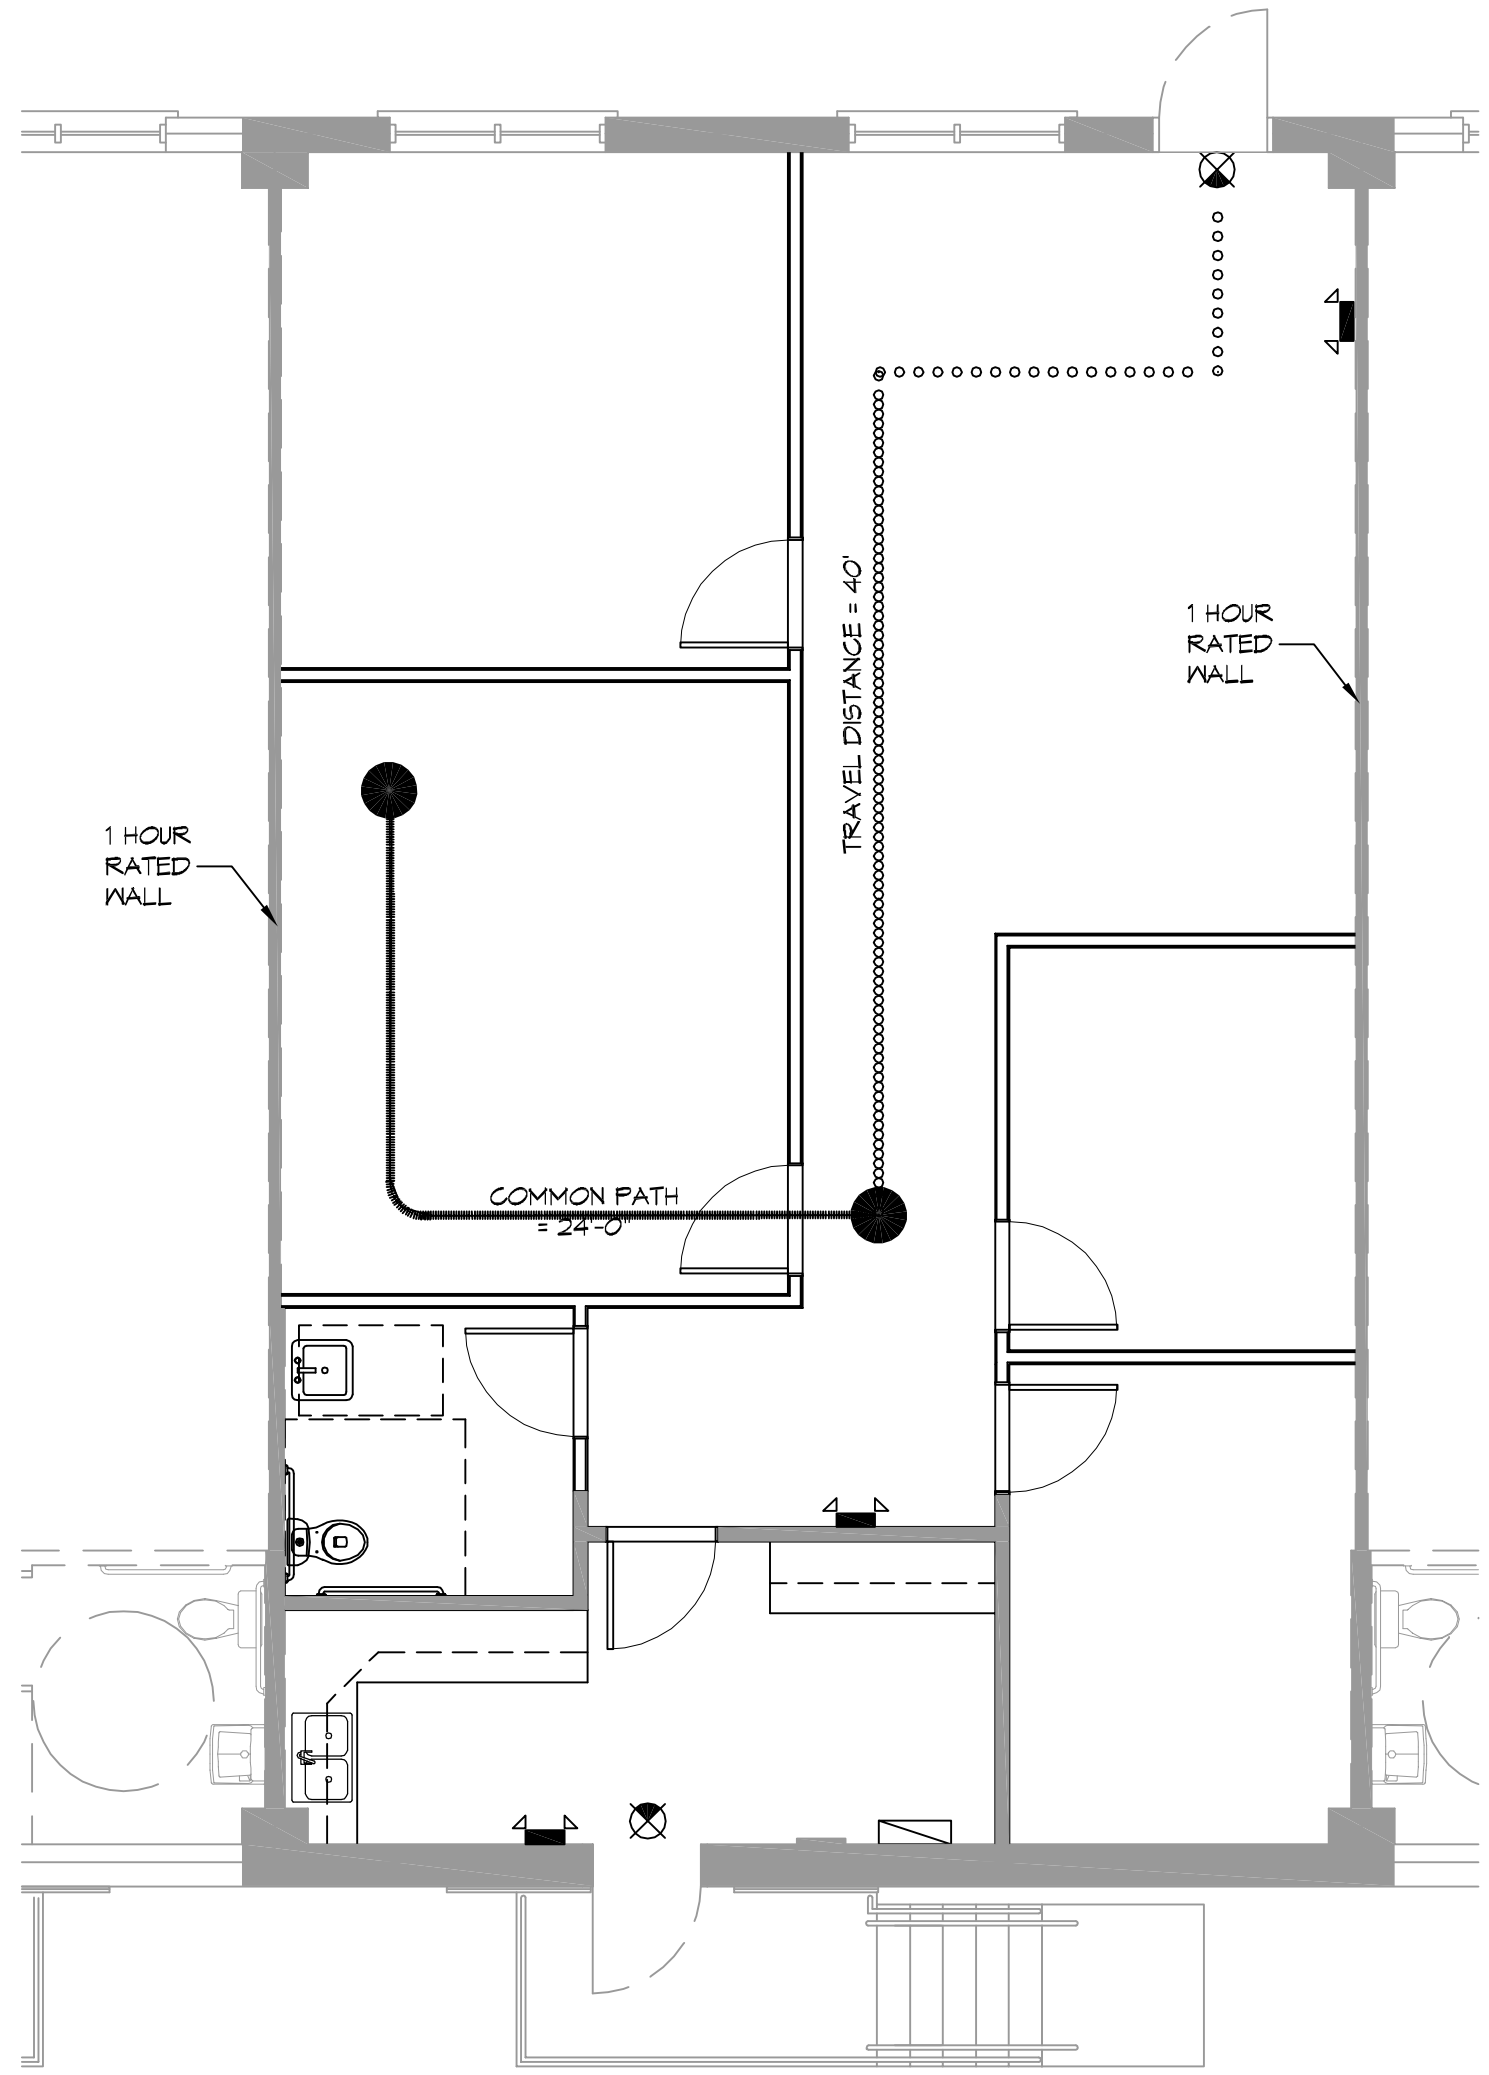 TRAVEL DISTANCE = 40'
1 HOUR
RATED
WALL
1 HOUR
RATED
WALL
COMMON PATH
= 24'-0"